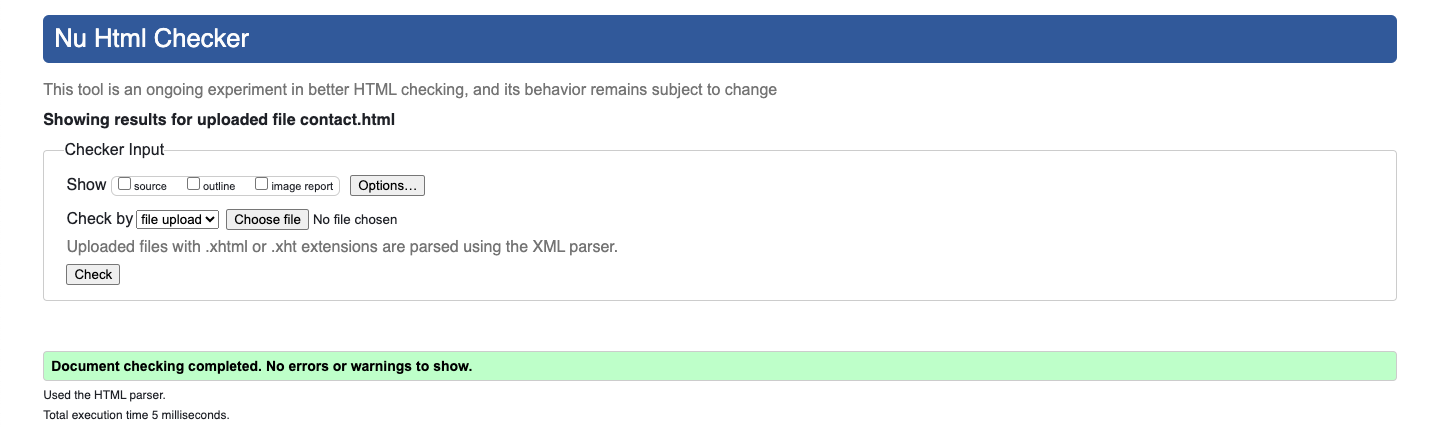 Nu Html Checker
This tool is an ongoing experiment in better HTML checking, and its behavior remains subject to change
Showing results for uploaded file contact.html
Checker Input
Show source outline image report Options…
Check by file upload Choose file No file chosen
Uploaded files with .xhtml or .xht extensions are parsed using the XML parser.
Check
Document checking completed. No errors or warnings to show.
Used the HTML parser.
Total execution time 5 milliseconds.